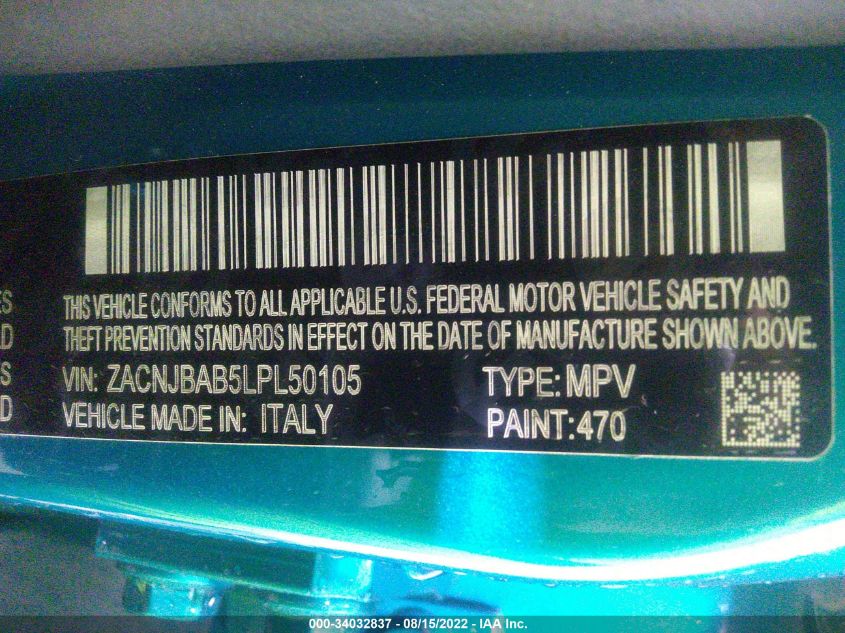 ES
THIS VEHICLE CONFORMS TO ALL APPLICABLE U.S. FEDERAL MOTOR VEHICLE SAFETY AND
D
THEFT PREVENTION STANDARDS IN EFFECT ON THE DATE OF MANUFACTURE SHOWN ABOVE.
S
VIN: ZACNJBAB5LPL50105 TYPE: MPV
D
VEHICLE MADE IN: ITALY PAINT:470
000-34032837 - 08/15/2022 - IAA Inc.